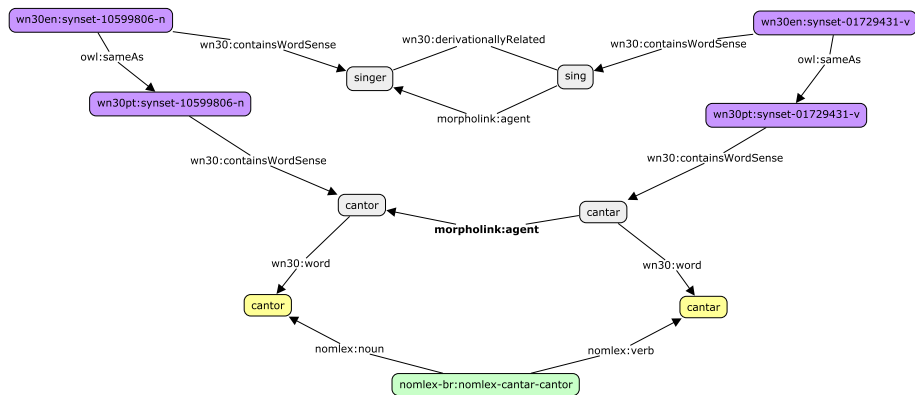 wn30en:synset-10599806-n
wn30en:synset-01729431-v
wn30:derivationallyRelated
wn30:containsWordSense
wn30:containsWordSense
owl:sameAs
owl:sameAs
singer
sing
wn30pt:synset-10599806-n
wn30pt:synset-01729431-v
morpholink:agent
wn30:containsWordSense
wn30:containsWordSense
cantor
cantar
morpholink:agent
wn30:word
wn30:word
cantor
cantar
nomlex:noun
nomlex:verb
nomlex-br:nomlex-cantar-cantor